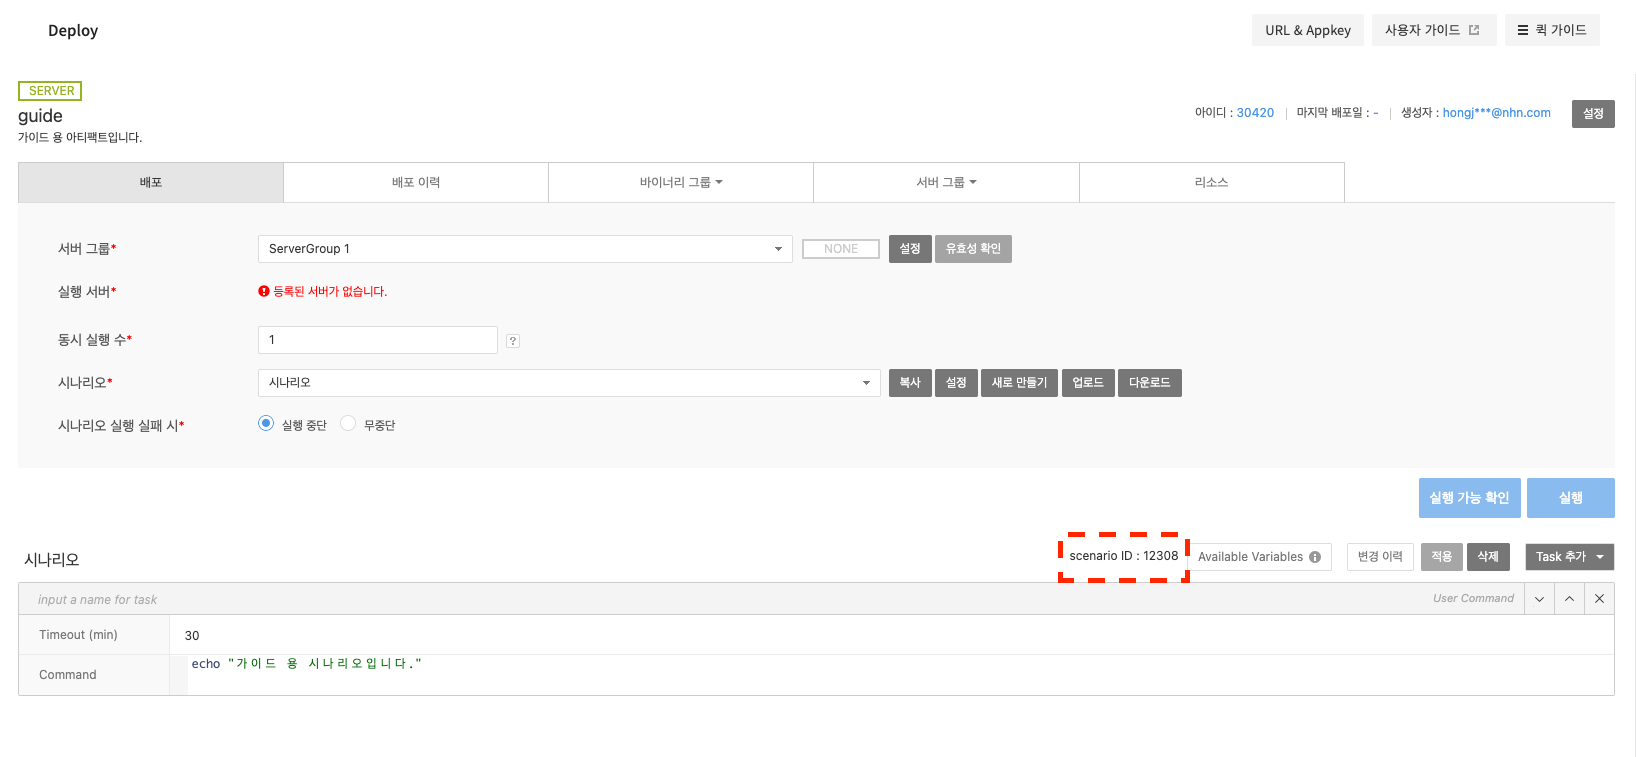 Deploy
URL & Appkey
사용자 가이드
퀵 가이드
SERVER
guide
가이드 용 아티팩트입니다.
아이디 : 30420
마지막 배포일 : -
생성자 : hongj***@nhn.com
설정
배포
배포 이력
바이너리 그룹
서버 그룹
리소스
서버 그룹*
ServerGroup 1
NONE
설정
유효성 확인
실행 서버*
등록된 서버가 없습니다.
동시 실행 수*
1
?
시나리오*
시나리오
복사
설정
새로 만들기
업로드
다운로드
시나리오 실행 실패 시*
실행 중단
무중단
실행 가능 확인
실행
시나리오
scenario ID : 12308
Available Variables
변경 이력
적용
삭제
Task 추가
input a name for task
User Command
Timeout (min)
30
Command
echo "가이드 용 시나리오입니다."